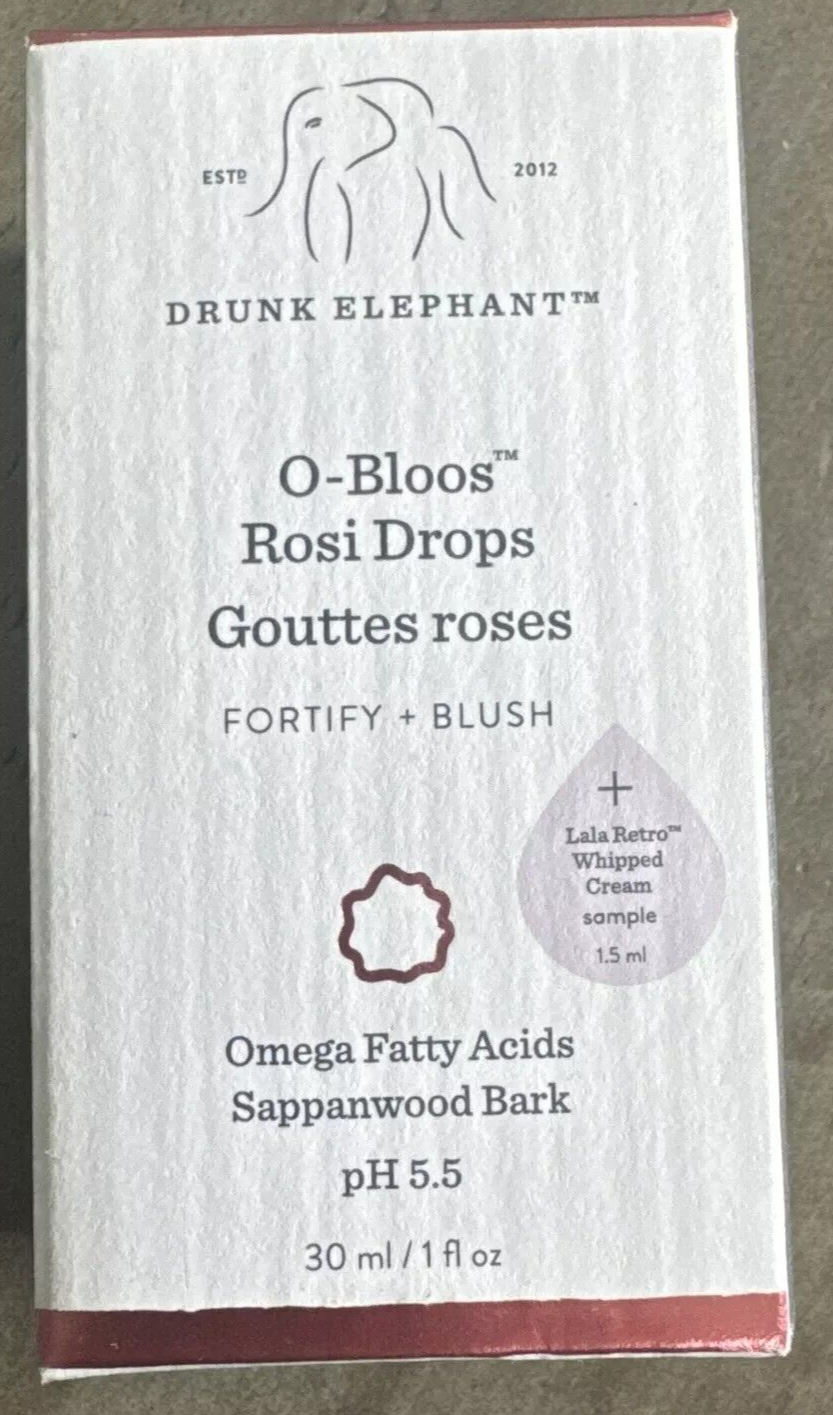 ESTD 2012
DRUNK ELEPHANT™
O-Bloos™
Rosi Drops
Gouttes roses
FORTIFY + BLUSH
+
Lala Retro™
Whipped
Cream
sample
1.5 ml
Omega Fatty Acids
Sappanwood Bark
pH 5.5
30 ml / 1 fl oz